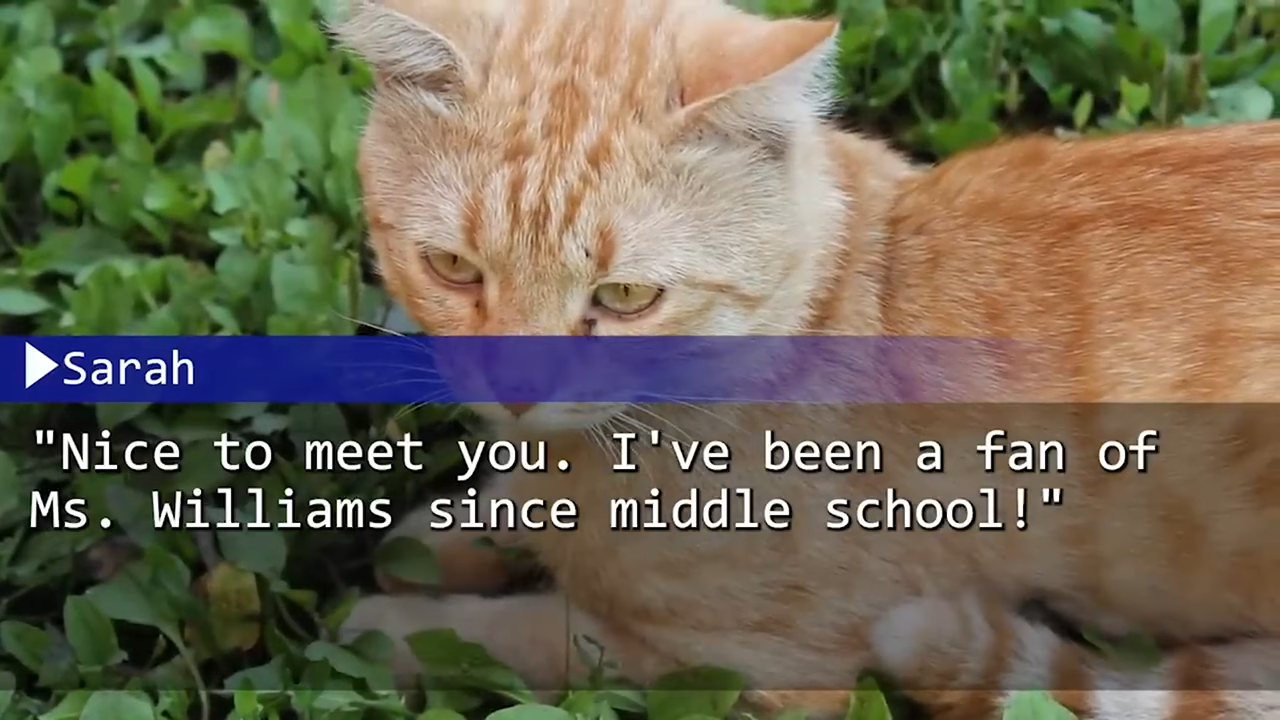 Sarah
"Nice to meet you. I've been a fan of
Ms. Williams since middle school!"